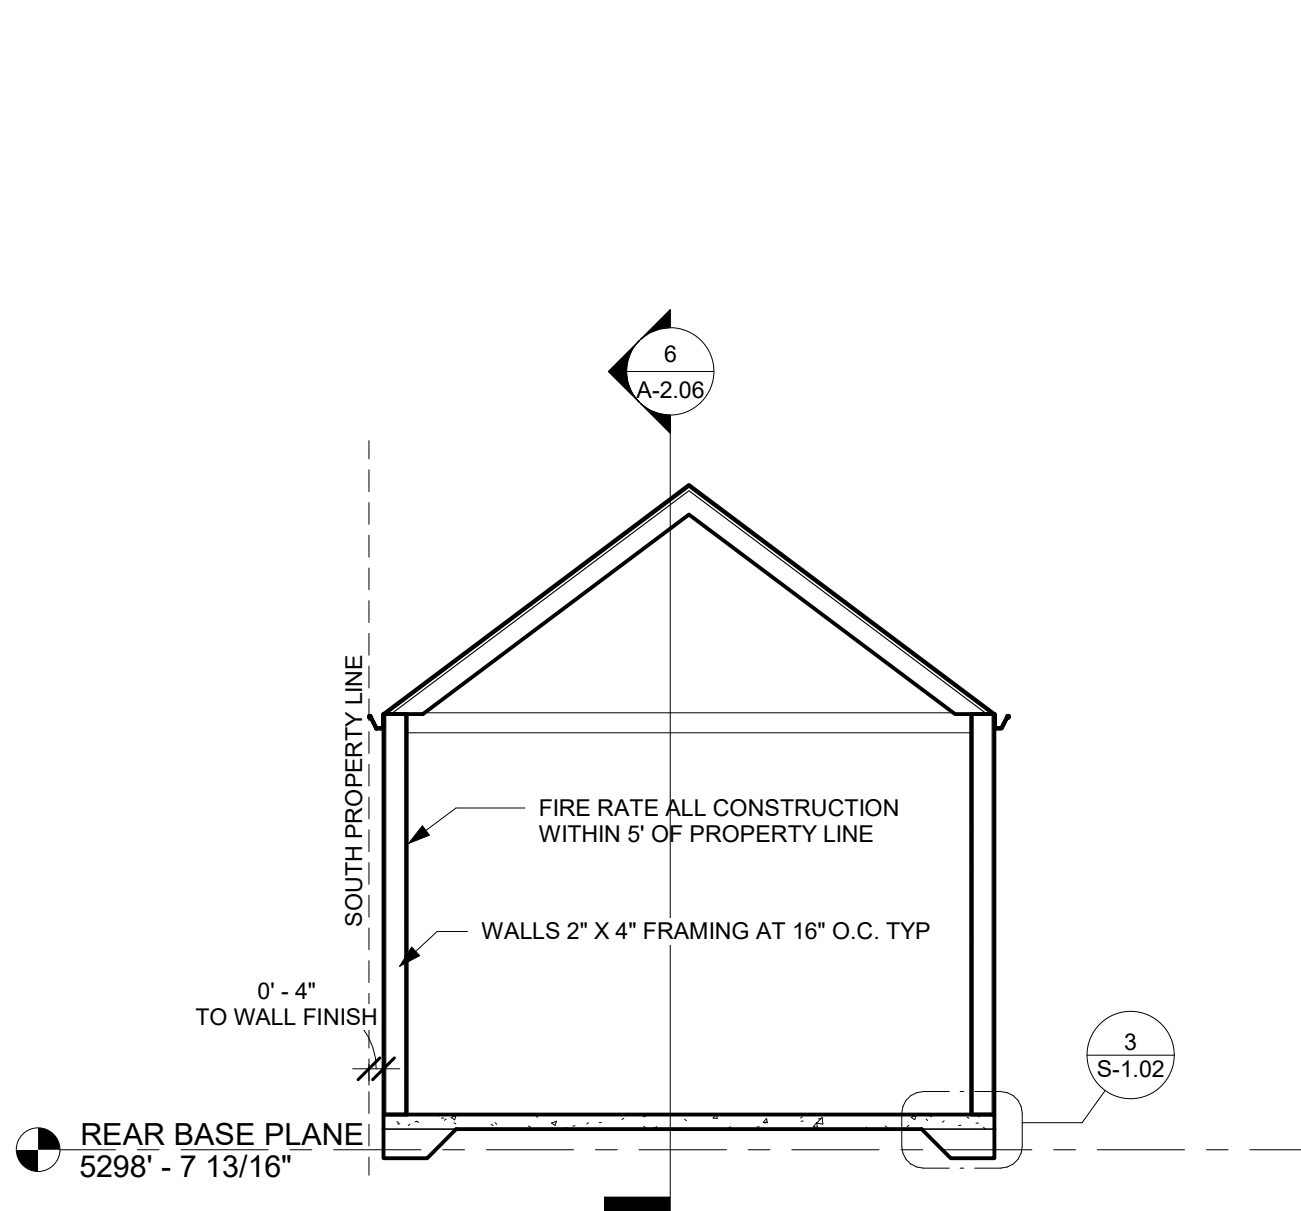 6
A-2.06
SOUTH PROPERTY LINE
FIRE RATE ALL CONSTRUCTION
WITHIN 5' OF PROPERTY LINE
WALLS 2" X 4" FRAMING AT 16" O.C. TYP
0' - 4"
TO WALL FINISH
3
S-1.02
REAR BASE PLANE
5298' - 7 13/16"